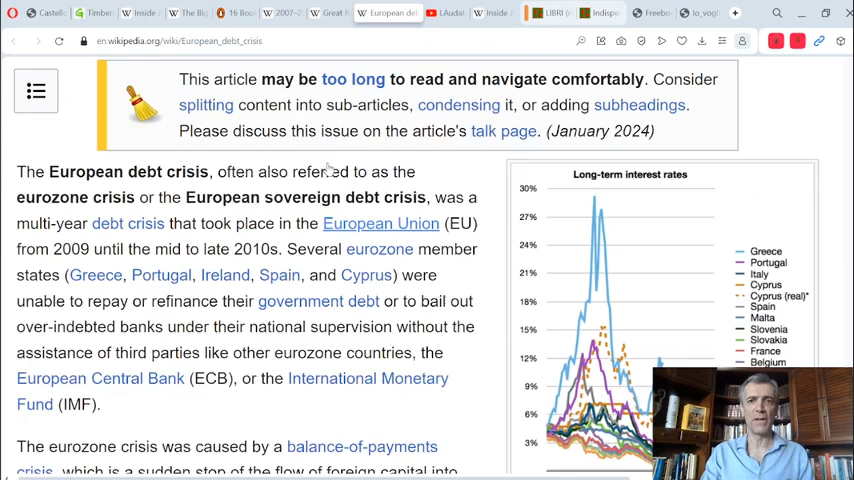 Castello
Timber
Inside J
The Big
16 Book
2007–2
Great R
European de
LAudat
Inside J
LIBRI (r
Indisp
Freebo
lo_vogl
en.wikipedia.org/wiki/European_debt_crisis
This article may be too long to read and navigate comfortably. Consider
splitting content into sub-articles, condensing it, or adding subheadings.
Please discuss this issue on the article's talk page. (January 2024)
The European debt crisis, often also referred to as the
eurozone crisis or the European sovereign debt crisis, was a
multi-year debt crisis that took place in the European Union (EU)
from 2009 until the mid to late 2010s. Several eurozone member
states (Greece, Portugal, Ireland, Spain, and Cyprus) were
unable to repay or refinance their government debt or to bail out
over-indebted banks under their national supervision without the
assistance of third parties like other eurozone countries, the
European Central Bank (ECB), or the International Monetary
Fund (IMF).
The eurozone crisis was caused by a balance-of-payments
crisis, which is a sudden stop of the flow of foreign capital into
Long-term interest rates
30%
27%
24%
21%
18%
15%
12%
9%
6%
3%
Greece
Portugal
Italy
Cyprus
Cyprus (real)*
Spain
Malta
Slovenia
Slovakia
France
Belgium